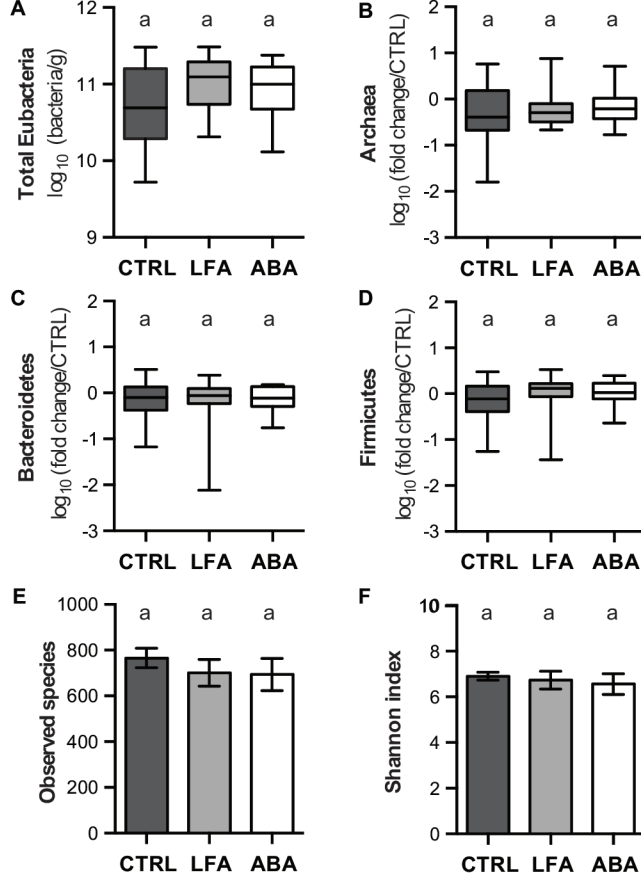 A
Total Eubacteria
log10 (bacteria/g)
12
11
10
9
a a a
CTRL LFA ABA
B
Archaea
log10 (fold change/CTRL)
2
1
0
-1
-2
-3
a a a
CTRL LFA ABA
C
Bacteroidetes
log10 (fold change/CTRL)
2
1
0
-1
-2
-3
a a a
CTRL LFA ABA
D
Firmicutes
log10 (fold change/CTRL)
2
1
0
-1
-2
-3
a a a
CTRL LFA ABA
E
Observed species
1000
800
600
400
200
0
a a a
CTRL LFA ABA
F
Shannon index
10
8
6
4
2
0
a a a
CTRL LFA ABA